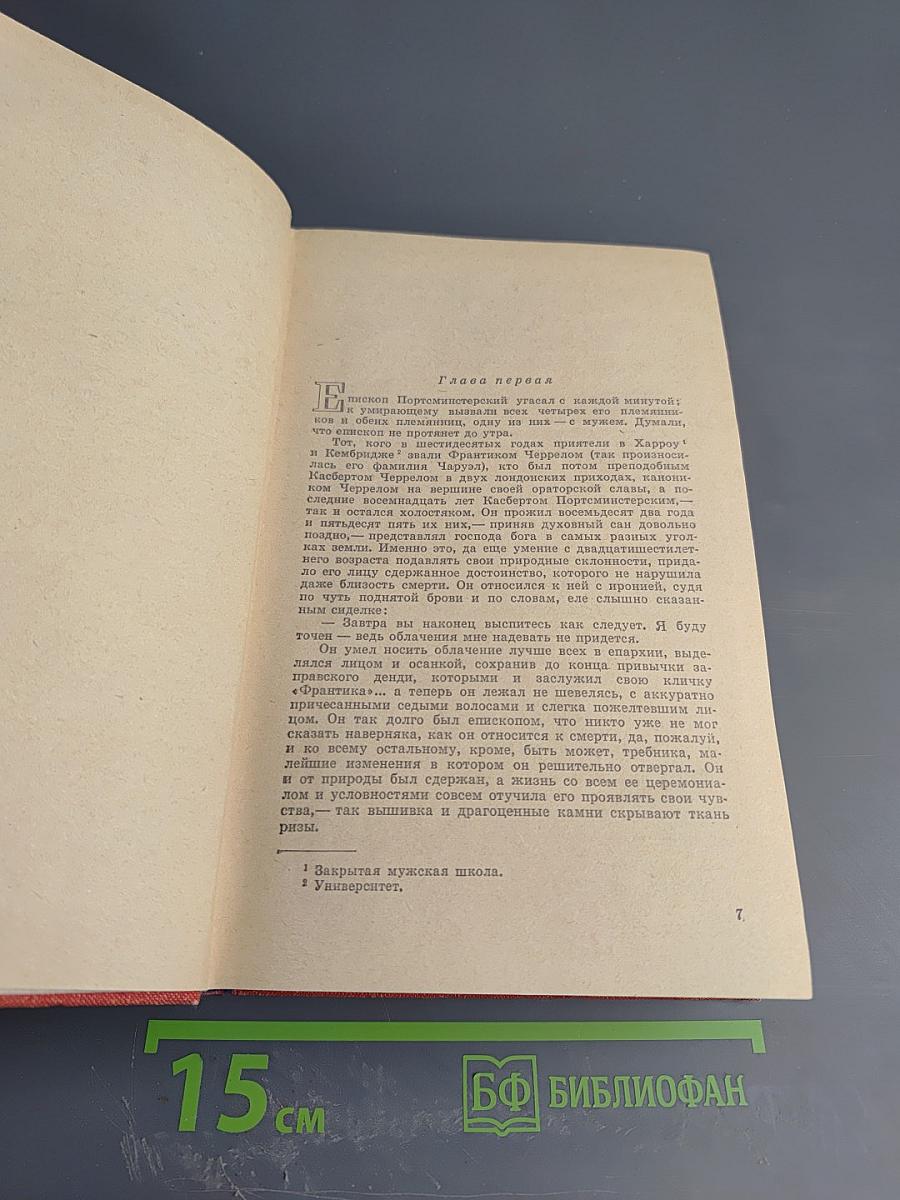 Глава первая
Епископ Портсминстерский угасал с каждой минутой;
к умирающему вызвали всех четырех его племянни-
ков и обеих племянниц, одну из них — с мужем. Думали,
что епископ не протянет до утра.
Тот, кого в шестидесятых годах приятели в Харроу¹
и Кембридже² звали Франтиком Черрелом (так произноси-
лась его фамилия Чаруэл), кто был потом преподобным
Касбертом Черрелом в двух лондонских приходах, канони-
ком Черрелом на вершине своей ораторской славы, а по-
следние восемнадцать лет Касбертом Портсминстерским,—
так и остался холостяком. Он прожил восемьдесят два года
и пятьдесят пять их них,— приняв духовный сан довольно
поздно,— представлял господа бога в самых разных угол-
ках земли. Именно это, да еще умение с двадцатишестилет-
него возраста подавлять свои природные склонности, прида-
ло его лицу сдержанное достоинство, которого не нарушила
даже близость смерти. Он относился к ней с иронией, судя
по чуть поднятой брови и по словам, еле слышно сказан-
ным сиделке:
— Завтра вы наконец выспитесь как следует. Я буду
точен — ведь облачения мне надевать не придется.
Он умел носить облачение лучше всех в епархии, выде-
лялся лицом и осанкой, сохранив до конца привычки за-
правского денди, которыми и заслужил свою кличку
«Франтика»... а теперь он лежал не шевелясь, с аккуратно
причесанными седыми волосами и слегка пожелтевшим ли-
цом. Он так долго был епископом, что никто уже не мог
сказать наверняка, как он относится к смерти, да, пожалуй,
и ко всему остальному, кроме, быть может, требника, ма-
лейшие изменения в котором он решительно отвергал. Он
и от природы был сдержан, а жизнь со всем ее церемониа-
лом и условностями совсем отучила его проявлять свои чув-
ства,— так вышивка и драгоценные камни скрывают ткань
ризы.
¹ Закрытая мужская школа.
² Университет.
7
15 см
БФ БИБЛИОФАН